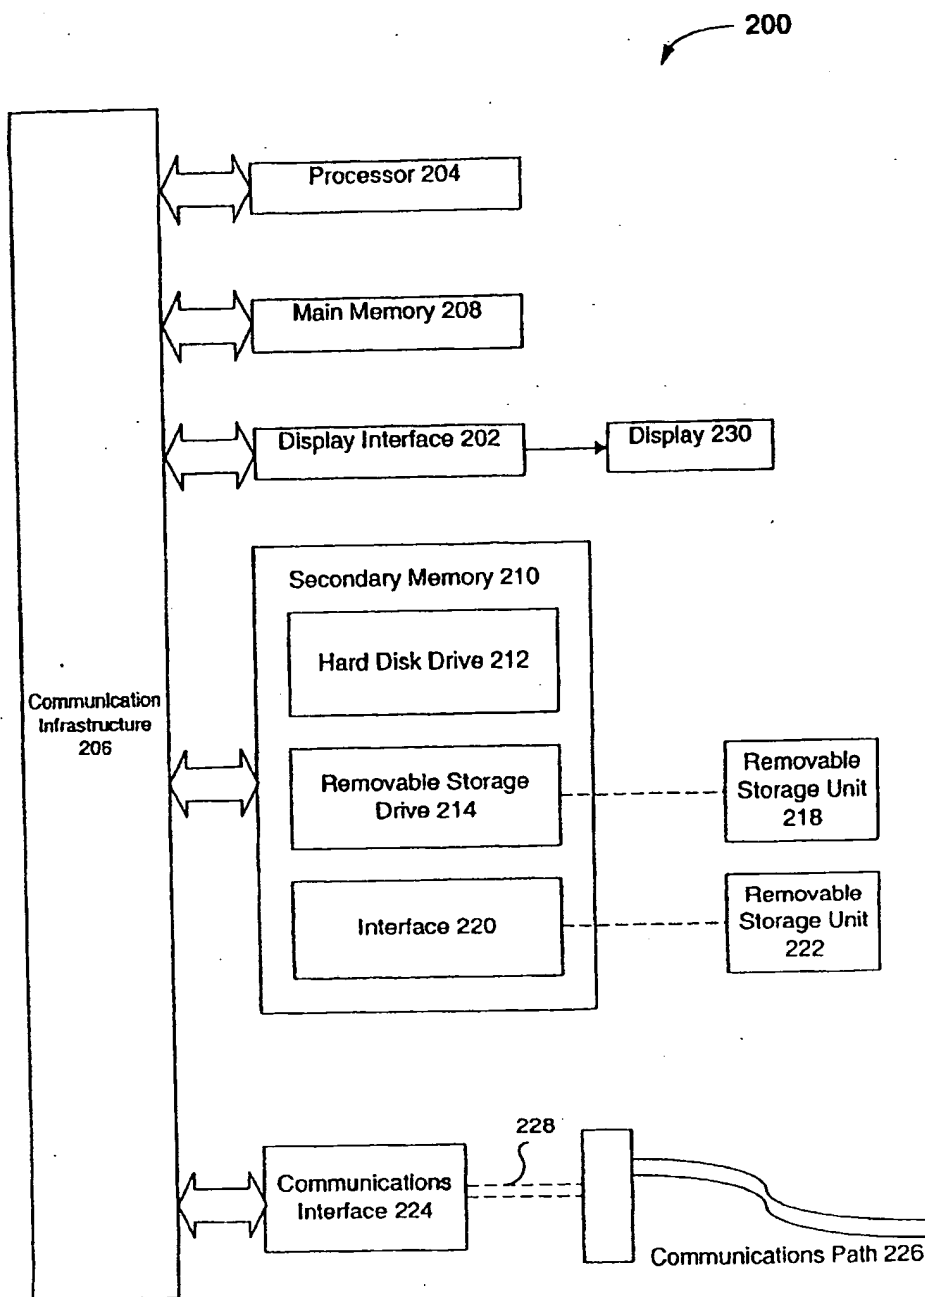 200
Processor 204
Main Memory 208
Display Interface 202
Display 230
Secondary Memory 210
Hard Disk Drive 212
Communication
Infrastructure
206
Removable Storage
Drive 214
Removable
Storage Unit
218
Interface 220
Removable
Storage Unit
222
228
Communications
Interface 224
Communications Path 226